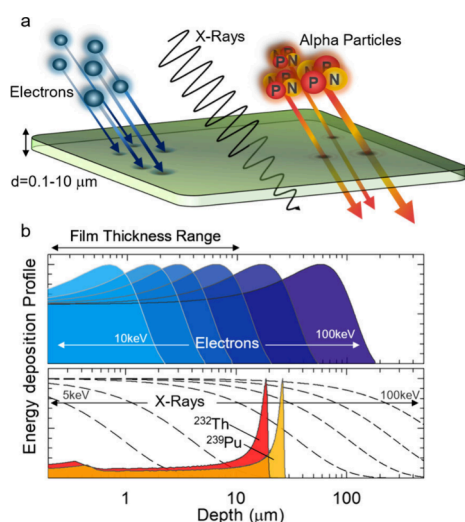 a
X-Rays
Alpha Particles
Electrons
P N
P P N
N
d=0.1-10 μm
b
Film Thickness Range
Energy deposition Profile
10keV
Electrons
100keV
5keV
X-Rays
100keV
232Th
239Pu
1
10
100
Depth (μm)